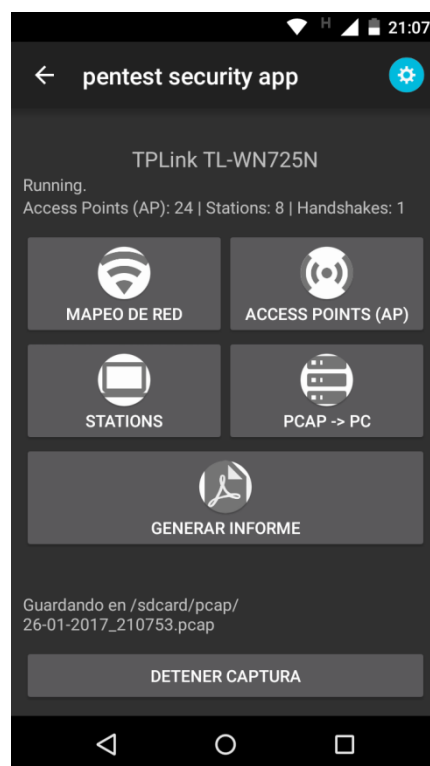 H 21:07
pentest security app
TPLink TL-WN725N
Running.
Access Points (AP): 24 | Stations: 8 | Handshakes: 1
MAPEO DE RED
ACCESS POINTS (AP)
STATIONS
PCAP -> PC
GENERAR INFORME
Guardando en /sdcard/pcap/
26-01-2017_210753.pcap
DETENER CAPTURA